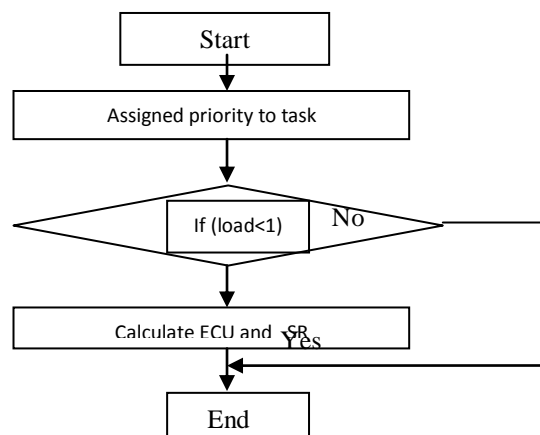 Start
Assigned priority to task
If (load<1)
No
Calculate ECU and SR
Yes
End